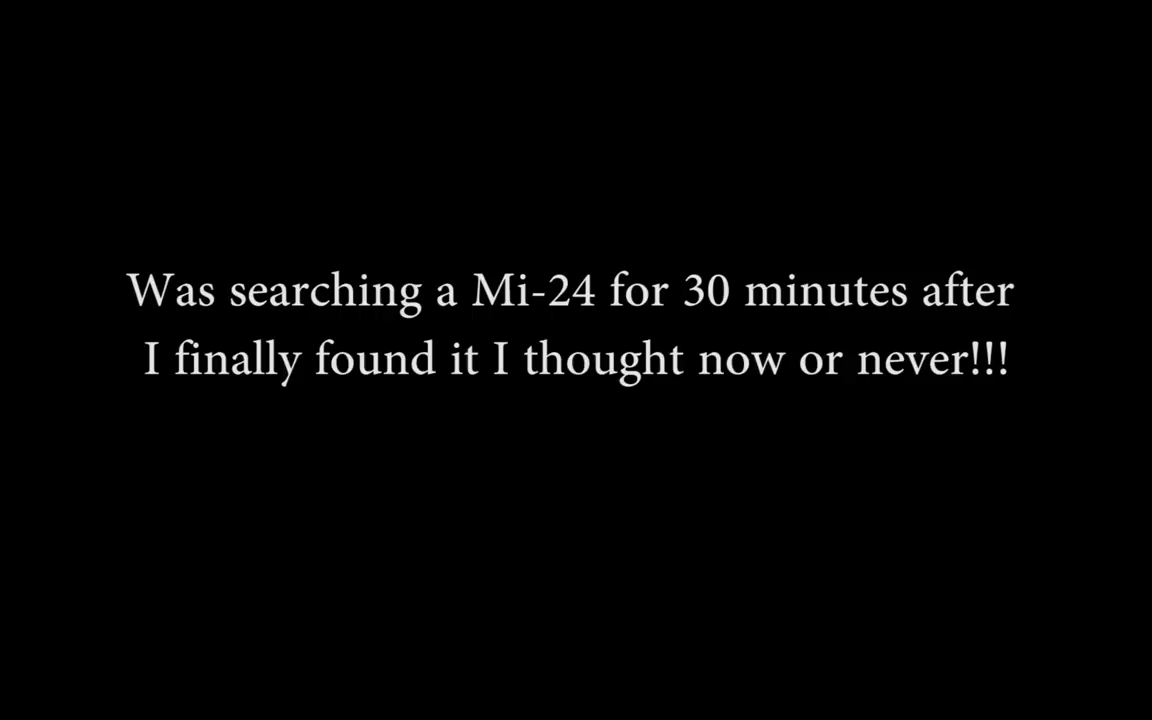 Was searching a Mi-24 for 30 minutes after
I finally found it I thought now or never!!!